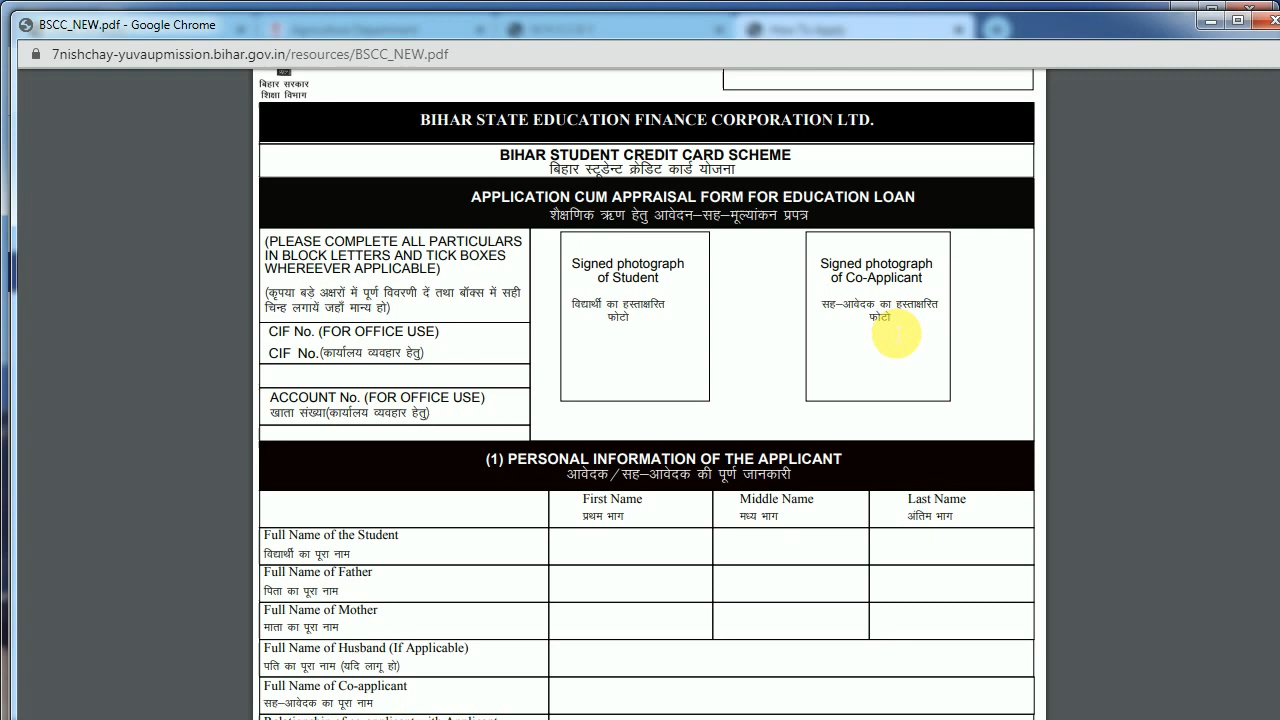 BSCC_NEW.pdf - Google Chrome
7nishchay-yuvaupmission.bihar.gov.in/resources/BSCC_NEW.pdf
बिहार सरकार
शिक्षा विभाग
BIHAR STATE EDUCATION FINANCE CORPORATION LTD.
BIHAR STUDENT CREDIT CARD SCHEME
बिहार स्टूडेन्ट क्रेडिट कार्ड योजना
APPLICATION CUM APPRAISAL FORM FOR EDUCATION LOAN
शैक्षणिक ऋण हेतु आवेदन–सह–मूल्यांकन प्रपत्र
(PLEASE COMPLETE ALL PARTICULARS
IN BLOCK LETTERS AND TICK BOXES
WHEREEVER APPLICABLE)
(कृपया बड़े अक्षरों में पूर्ण विवरणी दें तथा बॉक्स में सही
चिन्ह लगायें जहाँ मान्य हो)
CIF No. (FOR OFFICE USE)
CIF No.(कार्यालय व्यवहार हेतु)
ACCOUNT No. (FOR OFFICE USE)
खाता संख्या(कार्यालय व्यवहार हेतु)
Signed photograph
of Student
विद्यार्थी का हस्ताक्षरित
फोटो
Signed photograph
of Co-Applicant
सह–आवेदक का हस्ताक्षरित
फोटो
(1) PERSONAL INFORMATION OF THE APPLICANT
आवेदक/सह–आवेदक की पूर्ण जानकारी
First Name Middle Name Last Name
प्रथम भाग मध्य भाग अंतिम भाग
Full Name of the Student
विद्यार्थी का पूरा नाम
Full Name of Father
पिता का पूरा नाम
Full Name of Mother
माता का पूरा नाम
Full Name of Husband (If Applicable)
पति का पूरा नाम (यदि लागू हो)
Full Name of Co-applicant
सह–आवेदक का पूरा नाम
Relationship of co-applicant with Applicant